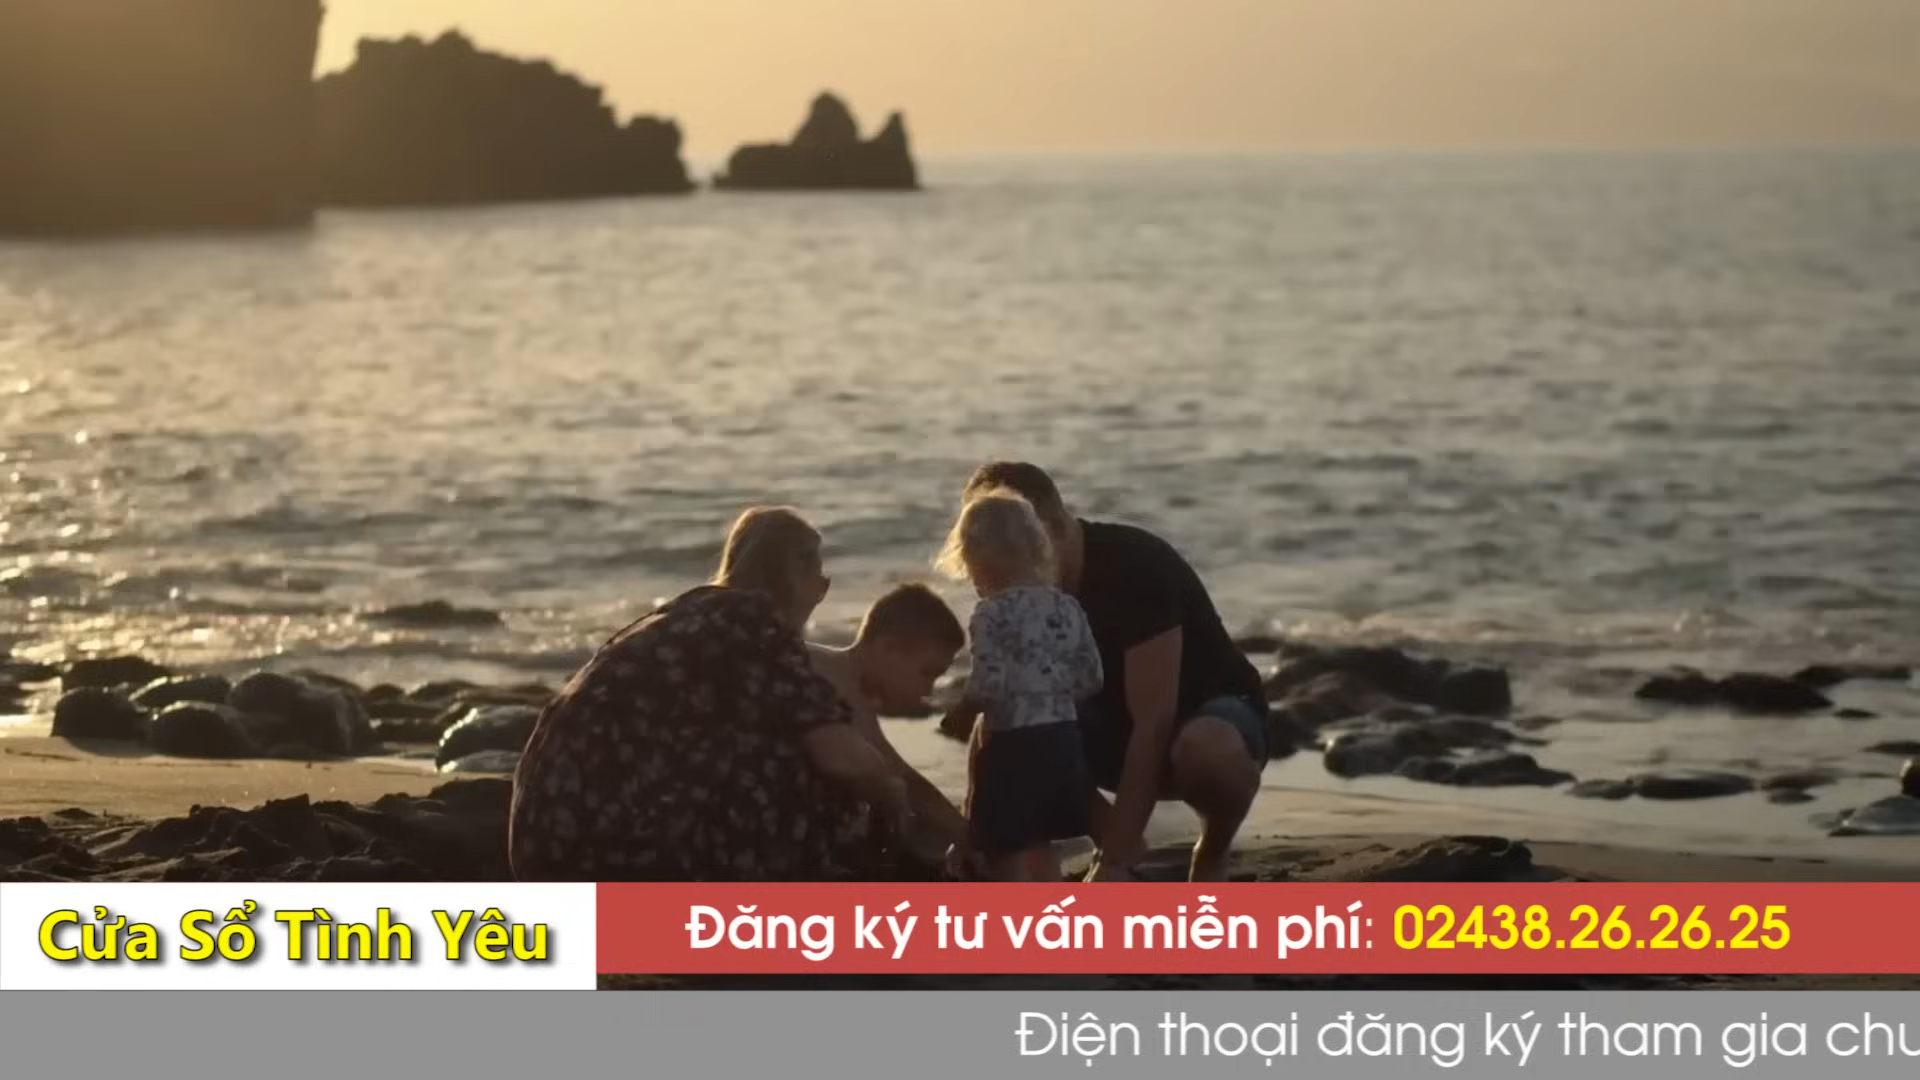 Cửa Sổ Tình Yêu
Đăng ký tư vấn miễn phí: 02438.26.26.25
Điện thoại đăng ký tham gia chu